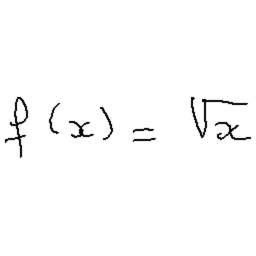 f(x) = √x